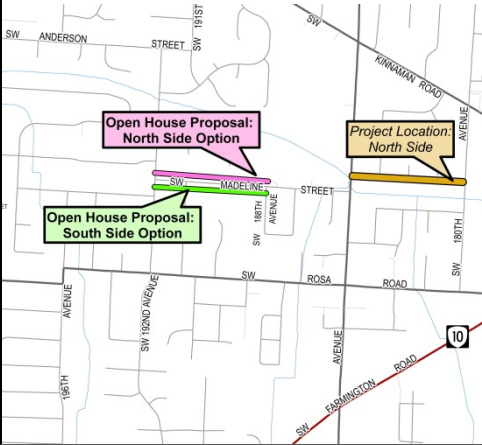 SW 191ST
SW ANDERSON STREET
SW KINNAMAN ROAD
Open House Proposal:
North Side Option
Project Location:
North Side
AVENUE
SW MADELINE STREET
Open House Proposal:
South Side Option
SW 188TH AVENUE
SW 180TH
SW ROSA ROAD
196TH AVENUE
SW 192ND AVENUE
AVENUE
SW FARMINGTON ROAD
10